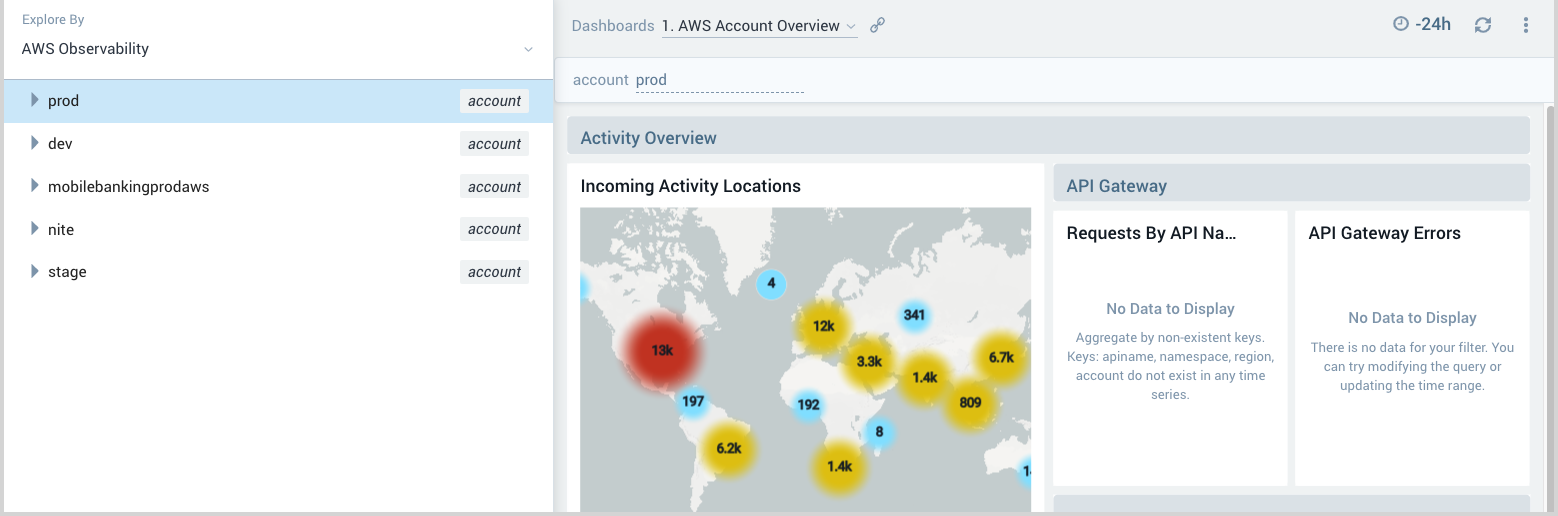 Explore By
AWS Observability
prod account
dev account
mobilebankingprodaws account
nite account
stage account
Dashboards 1. AWS Account Overview
-24h
account prod
Activity Overview
Incoming Activity Locations
4
12k
341
13k
3.3k
1.4k
6.7k
197
192
809
8
6.2k
1.4k
API Gateway
Requests By API Na...
No Data to Display
Aggregate by non-existent keys.
Keys: apiname, namespace, region,
account do not exist in any time
series.
API Gateway Errors
No Data to Display
There is no data for your filter. You
can try modifying the query or
updating the time range.